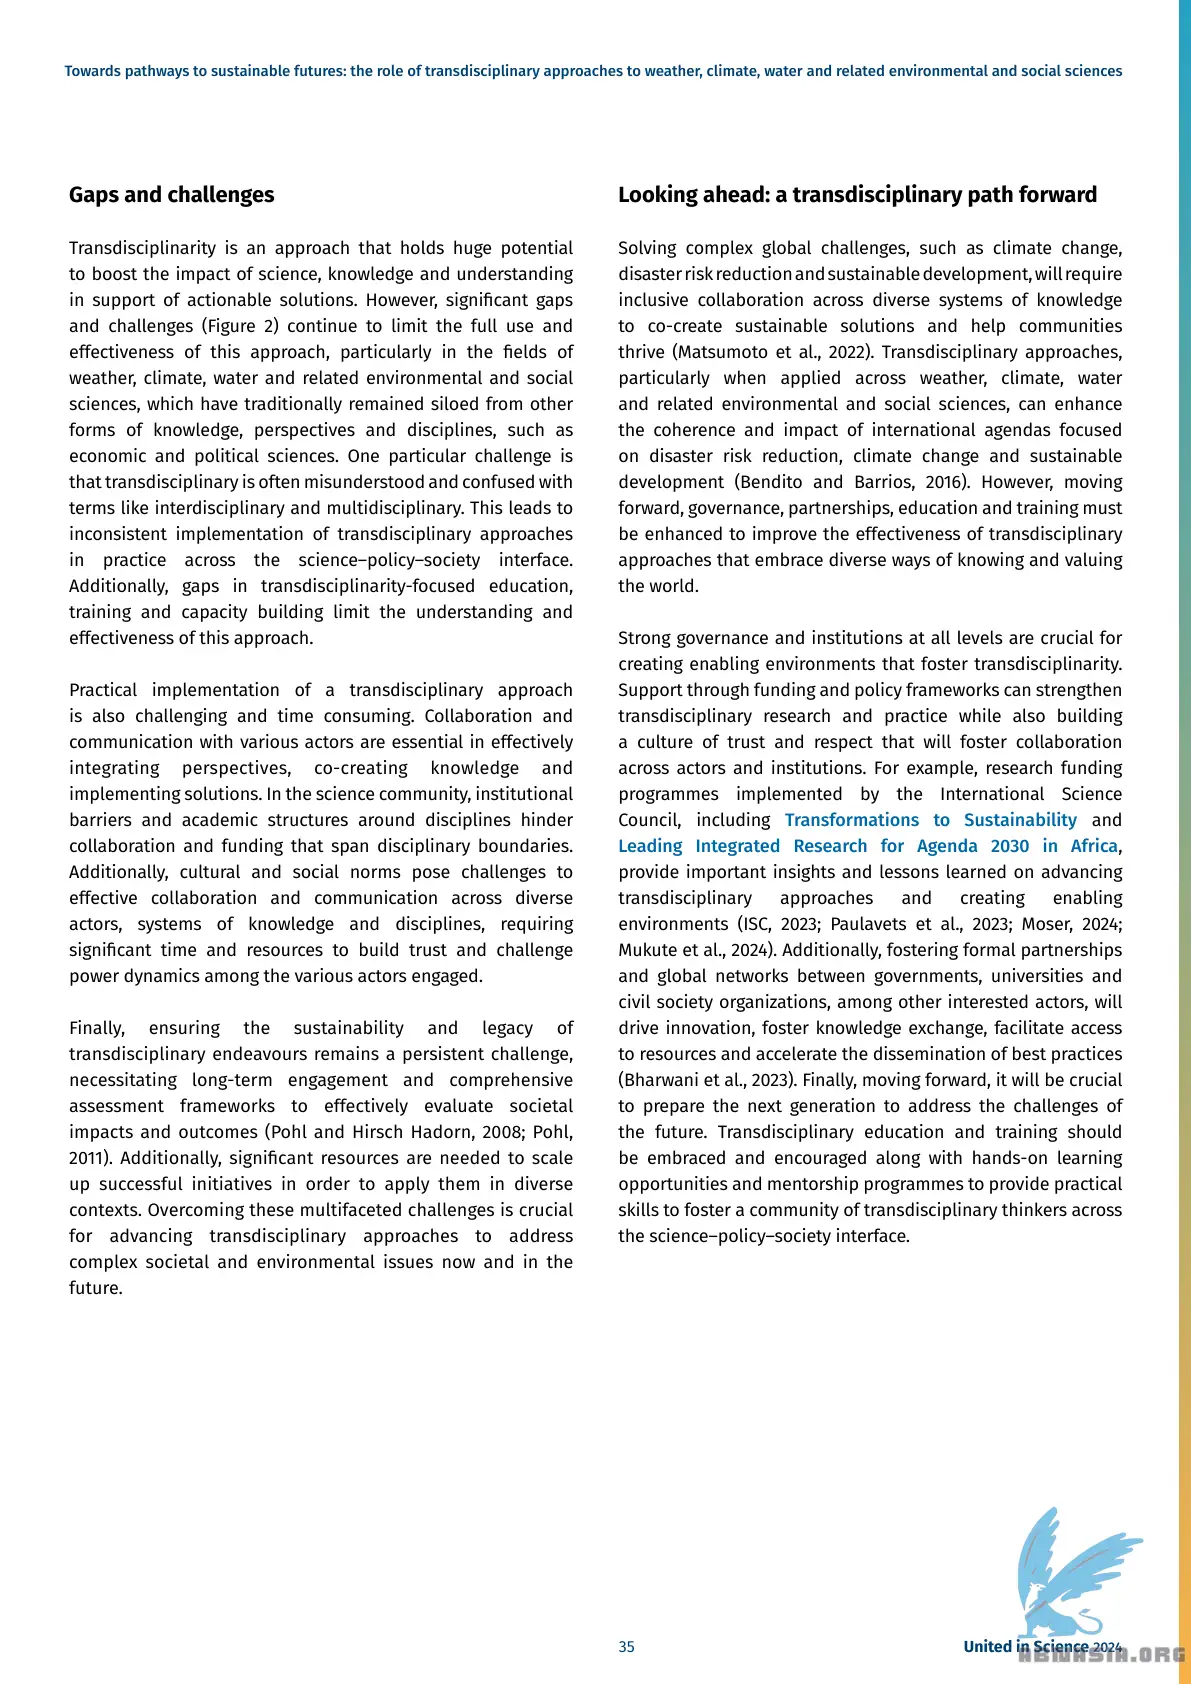 Towards pathways to sustainable futures: the role of transdisciplinary approaches to weather, climate, water and related environmental and social sciences
Gaps and challenges
Transdisciplinarity is an approach that holds huge potential
to boost the impact of science, knowledge and understanding
in support of actionable solutions. However, significant gaps
and challenges (Figure 2) continue to limit the full use and
effectiveness of this approach, particularly in the fields of
weather, climate, water and related environmental and social
sciences, which have traditionally remained siloed from other
forms of knowledge, perspectives and disciplines, such as
economic and political sciences. One particular challenge is
that transdisciplinary is often misunderstood and confused with
terms like interdisciplinary and multidisciplinary. This leads to
inconsistent implementation of transdisciplinary approaches
in practice across the science–policy–society interface.
Additionally, gaps in transdisciplinarity-focused education,
training and capacity building limit the understanding and
effectiveness of this approach.
Practical implementation of a transdisciplinary approach
is also challenging and time consuming. Collaboration and
communication with various actors are essential in effectively
integrating perspectives, co-creating knowledge and
implementing solutions. In the science community, institutional
barriers and academic structures around disciplines hinder
collaboration and funding that span disciplinary boundaries.
Additionally, cultural and social norms pose challenges to
effective collaboration and communication across diverse
actors, systems of knowledge and disciplines, requiring
significant time and resources to build trust and challenge
power dynamics among the various actors engaged.
Finally, ensuring the sustainability and legacy of
transdisciplinary endeavours remains a persistent challenge,
necessitating long-term engagement and comprehensive
assessment frameworks to effectively evaluate societal
impacts and outcomes (Pohl and Hirsch Hadorn, 2008; Pohl,
2011). Additionally, significant resources are needed to scale
up successful initiatives in order to apply them in diverse
contexts. Overcoming these multifaceted challenges is crucial
for advancing transdisciplinary approaches to address
complex societal and environmental issues now and in the
future.
Looking ahead: a transdisciplinary path forward
Solving complex global challenges, such as climate change,
disaster risk reduction and sustainable development, will require
inclusive collaboration across diverse systems of knowledge
to co-create sustainable solutions and help communities
thrive (Matsumoto et al., 2022). Transdisciplinary approaches,
particularly when applied across weather, climate, water
and related environmental and social sciences, can enhance
the coherence and impact of international agendas focused
on disaster risk reduction, climate change and sustainable
development (Bendito and Barrios, 2016). However, moving
forward, governance, partnerships, education and training must
be enhanced to improve the effectiveness of transdisciplinary
approaches that embrace diverse ways of knowing and valuing
the world.
Strong governance and institutions at all levels are crucial for
creating enabling environments that foster transdisciplinarity.
Support through funding and policy frameworks can strengthen
transdisciplinary research and practice while also building
a culture of trust and respect that will foster collaboration
across actors and institutions. For example, research funding
programmes implemented by the International Science
Council, including Transformations to Sustainability and
Leading Integrated Research for Agenda 2030 in Africa,
provide important insights and lessons learned on advancing
transdisciplinary approaches and creating enabling
environments (ISC, 2023; Paulavets et al., 2023; Moser, 2024;
Mukute et al., 2024). Additionally, fostering formal partnerships
and global networks between governments, universities and
civil society organizations, among other interested actors, will
drive innovation, foster knowledge exchange, facilitate access
to resources and accelerate the dissemination of best practices
(Bharwani et al., 2023). Finally, moving forward, it will be crucial
to prepare the next generation to address the challenges of
the future. Transdisciplinary education and training should
be embraced and encouraged along with hands-on learning
opportunities and mentorship programmes to provide practical
skills to foster a community of transdisciplinary thinkers across
the science–policy–society interface.
35
United in Science 2024
ABNASIA.ORG